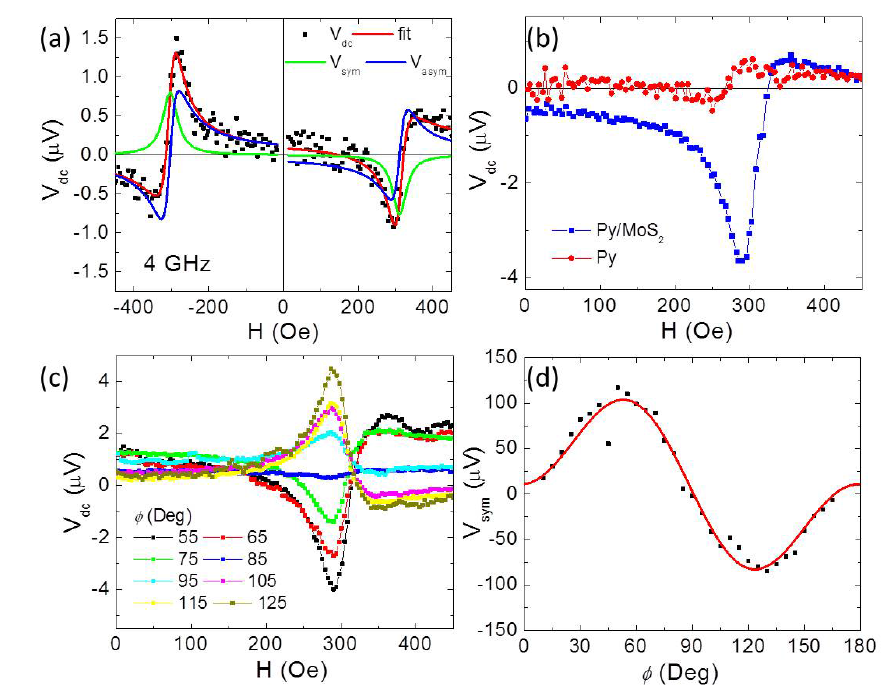 (a)
V_dc fit
V_sym V_asym
1.5
1.0
0.5
0.0
-0.5
-1.0
-1.5
V_dc (μV)
4 GHz
-400 -200 0 200 400
H (Oe)
(b)
0
-2
-4
V_dc (μV)
Py/MoS₂
Py
0 100 200 300 400
H (Oe)
(c)
4
2
0
-2
-4
V_dc (μV)
ϕ (Deg)
55 65
75 85
95 105
115 125
0 100 200 300 400
H (Oe)
(d)
150
100
50
0
-50
-100
-150
V_sym (μV)
0 30 60 90 120 150 180
ϕ (Deg)